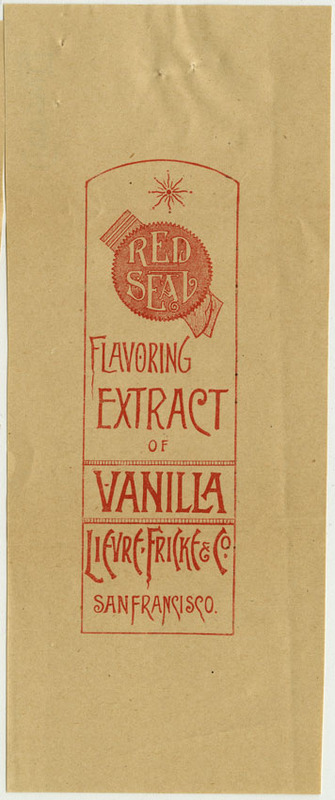 RED
SEAL
FLAVORING
EXTRACT
OF
VANILLA
LIEVRE·FRICKE & CO.
SAN FRANCISCO.